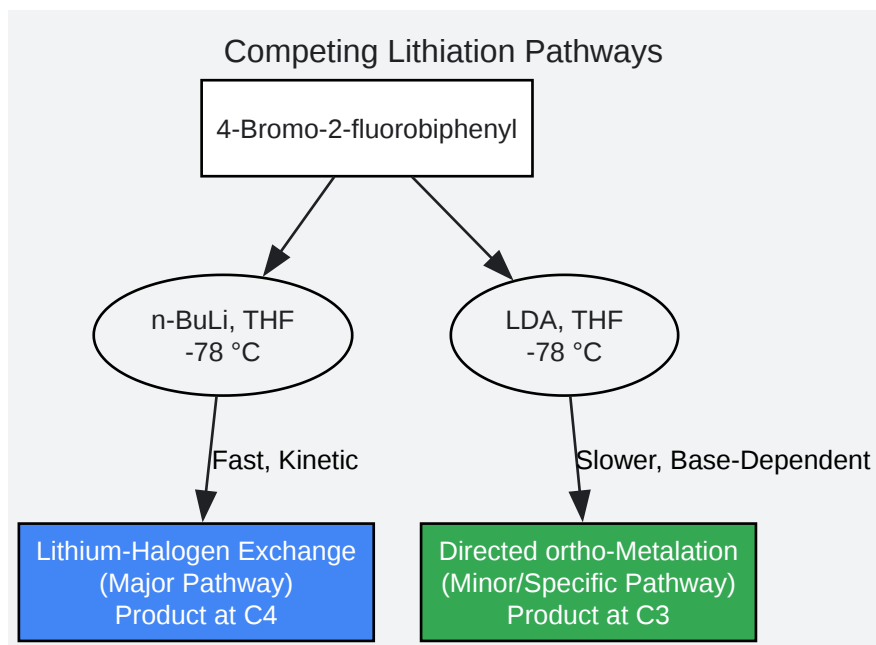 Competing Lithiation Pathways
4-Bromo-2-fluorobiphenyl
n-BuLi, THF
-78 °C
LDA, THF
-78 °C
Fast, Kinetic
Slower, Base-Dependent
Lithium-Halogen Exchange
(Major Pathway)
Product at C4
Directed ortho-Metalation
(Minor/Specific Pathway)
Product at C3